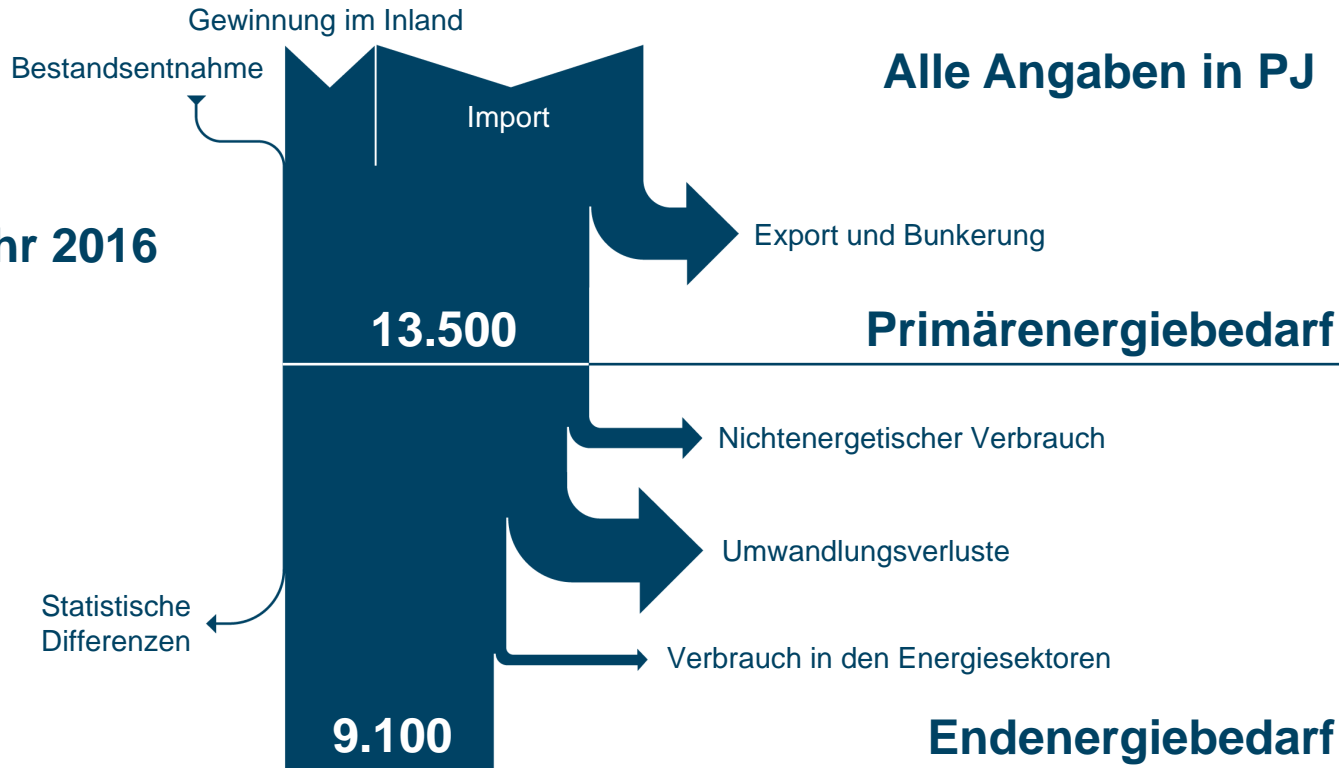 Gewinnung im Inland
Bestandsentnahme
Alle Angaben in PJ
Import
2016
Export und Bunkerung
13.500
Primärenergiebedarf
Nichtenergetischer Verbrauch
Umwandlungsverluste
Statistische
Differenzen
Verbrauch in den Energiesektoren
9.100
Endenergiebedarf